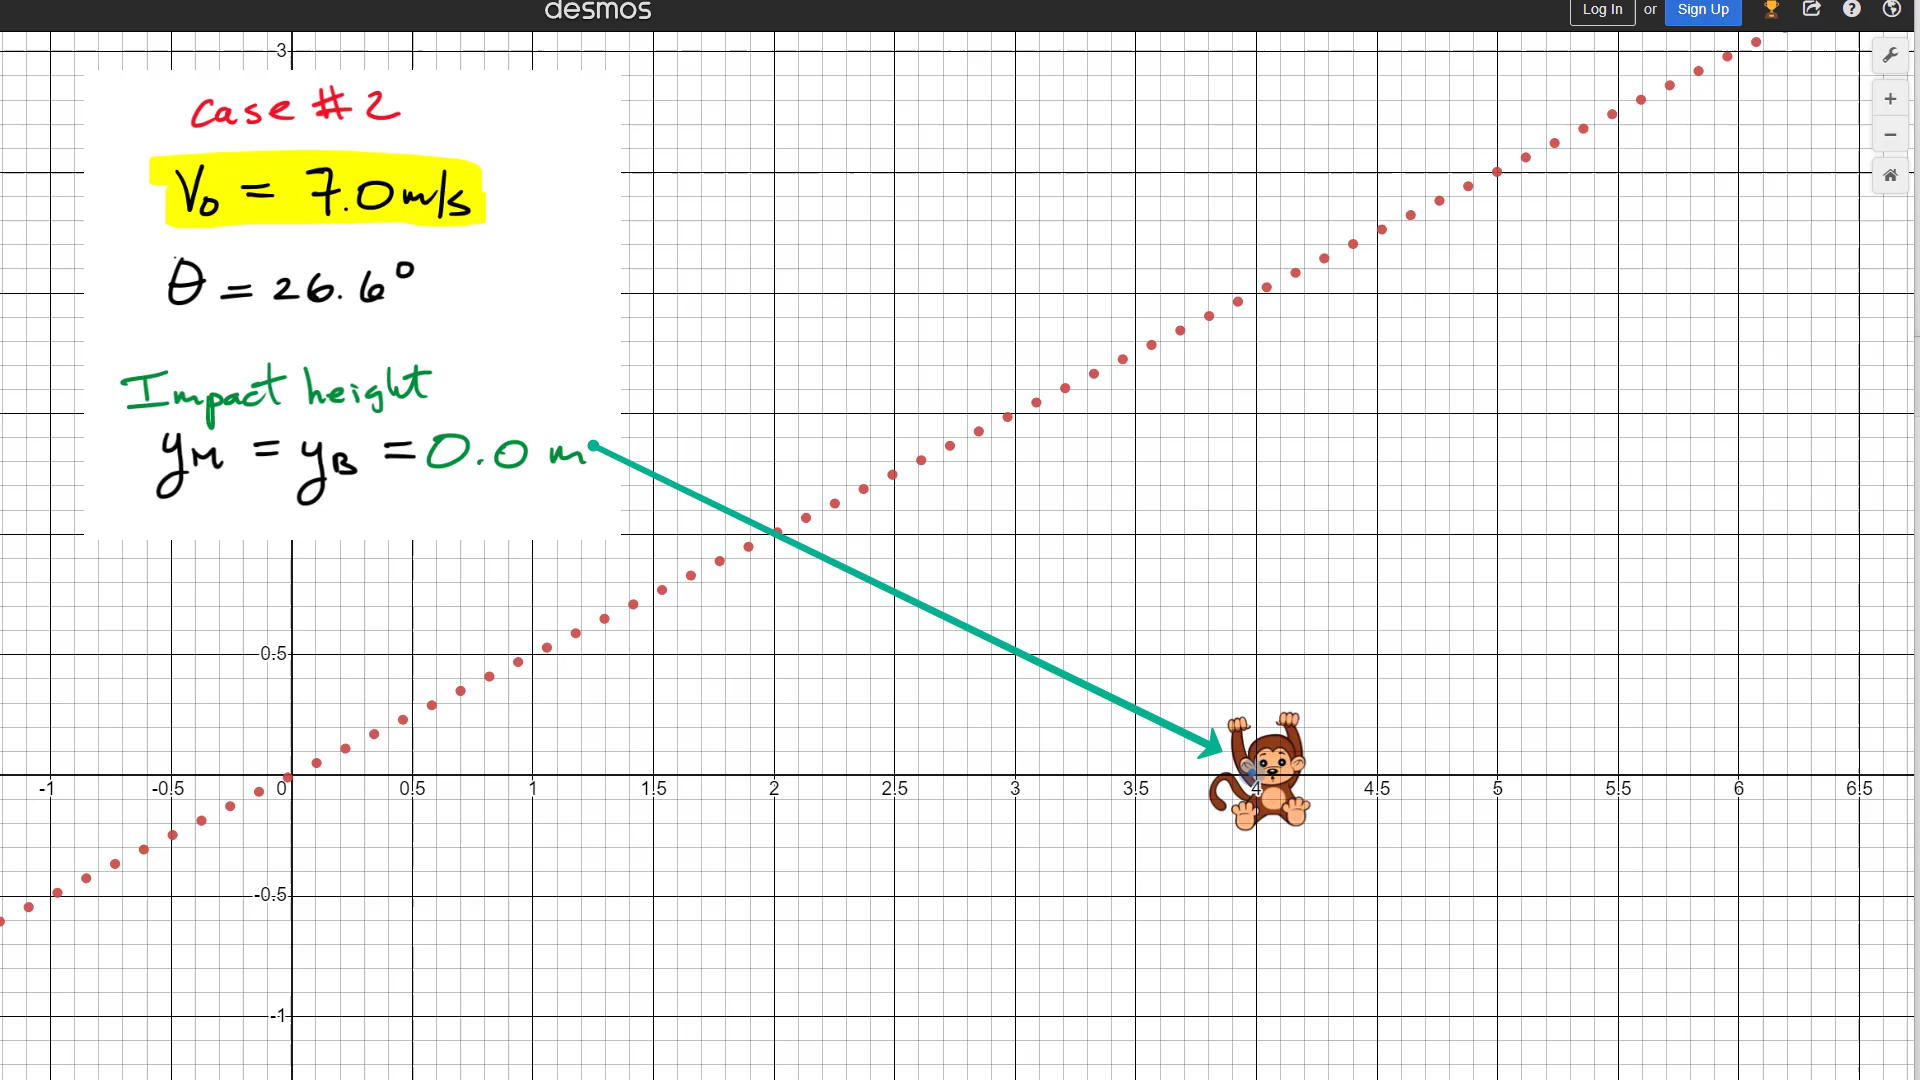 desmos
Log In or Sign Up
3
Case #2
V₀ = 7.0 m/s
θ = 26.6°
Impact height
yM = yB = 0.0 m
0.5
-1 -0.5 0 0.5 1 1.5 2 2.5 3 3.5 4 4.5 5 5.5 6 6.5
-0.5
-1